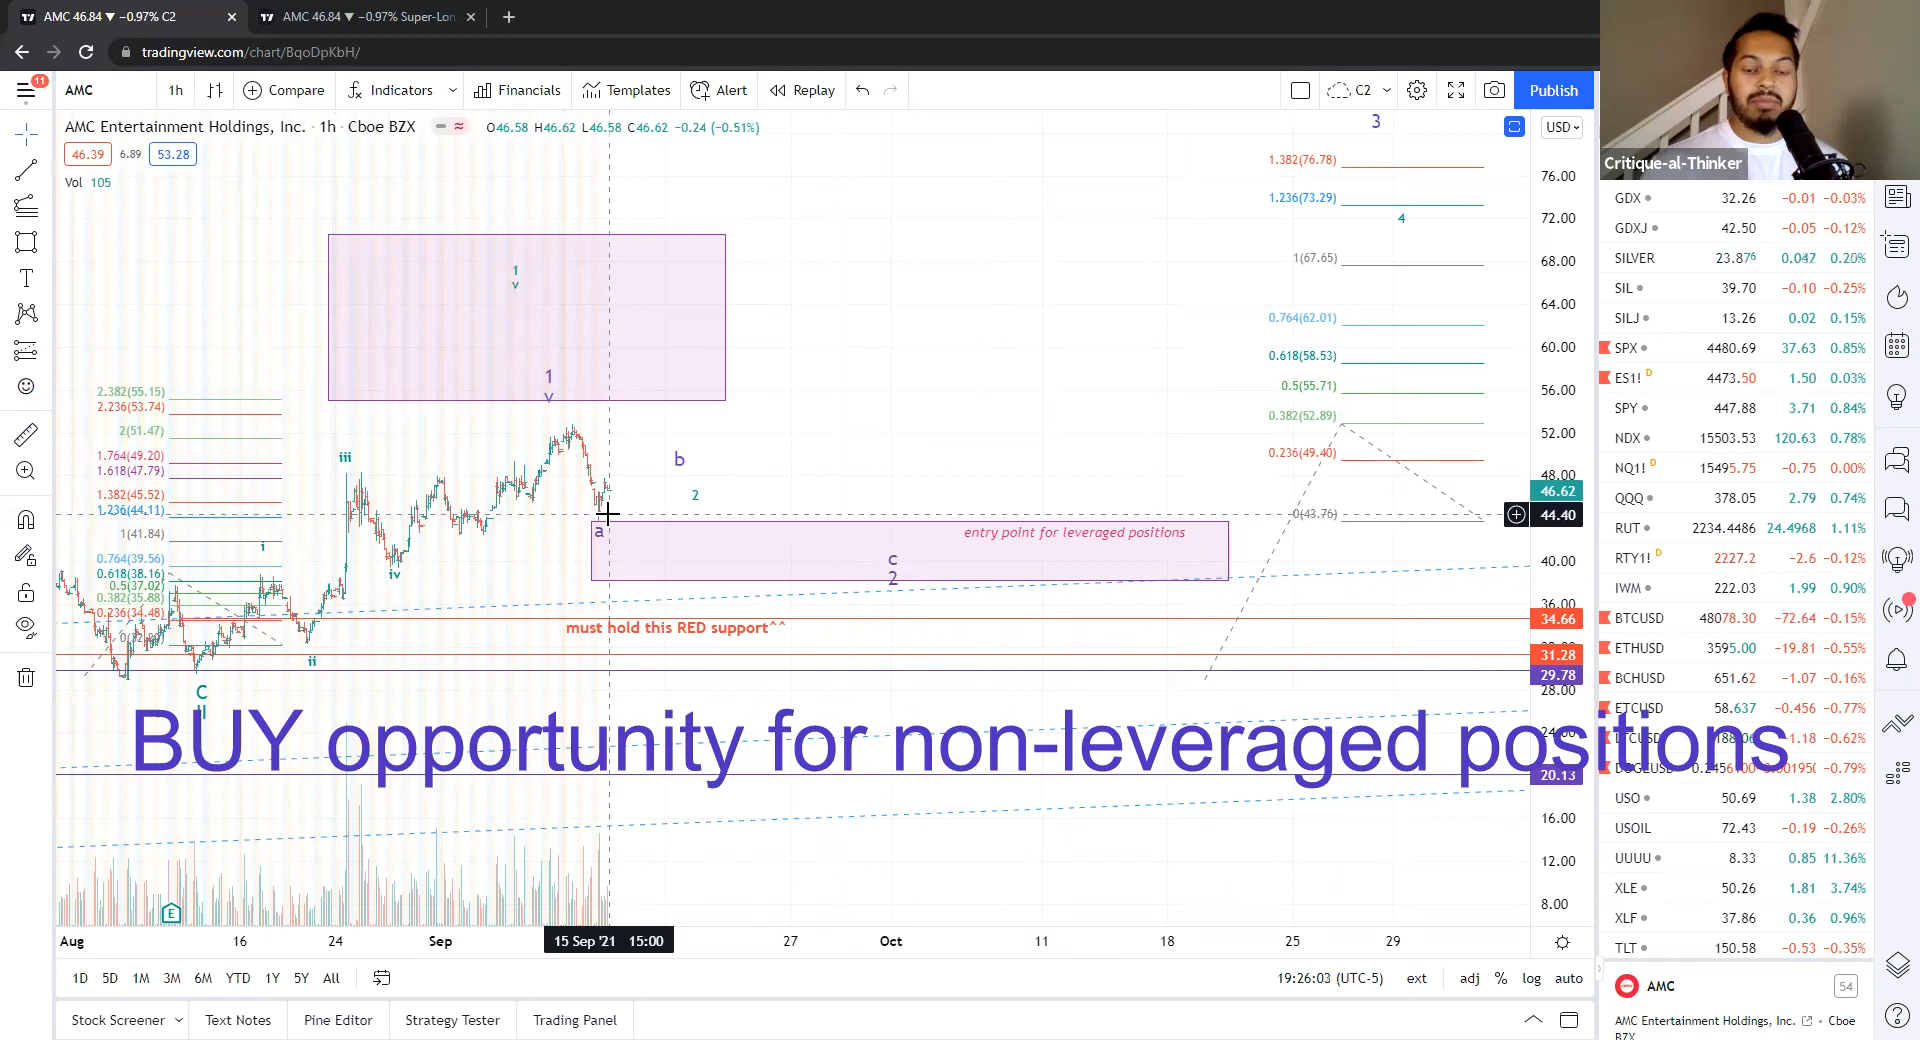 AMC 46.84 ▼ −0.97% C2
AMC 46.84 ▼ −0.97% Super-Lon
tradingview.com/chart/BqoDpKbH/
11
AMC
1h
Compare
Indicators
Financials
Templates
Alert
Replay
C2
Publish
AMC Entertainment Holdings, Inc. · 1h · Cboe BZX
O46.58 H46.62 L46.58 C46.62 −0.24 (−0.51%)
USD
46.39
6.89
53.28
Vol 105
Critique-al-Thinker
3
1.382(76.78)
1.236(73.29)
4
1(67.65)
0.764(62.01)
0.618(58.53)
0.5(55.71)
0.382(52.89)
0.236(49.40)
0(43.76)
1
v
1
v
2.382(55.15)
2.236(53.74)
2(51.47)
1.764(49.20)
1.618(47.79)
1.382(45.52)
1.236(44.11)
1(41.84)
0.764(39.56)
0.618(38.16)
0.5(37.02)
0.382(35.88)
0.236(34.48)
i
ii
iii
iv
a
b
2
entry point for leveraged positions
c
2
must hold this RED support^^
C
II
BUY opportunity for non-leveraged positions
76.00
72.00
68.00
64.00
60.00
56.00
52.00
48.00
46.62
44.40
40.00
36.00
34.66
31.28
29.78
28.00
24.00
20.13
16.00
12.00
8.00
E
Aug
16
24
Sep
15 Sep '21 15:00
27
Oct
11
18
25
29
1D
5D
1M
3M
6M
YTD
1Y
5Y
All
19:26:03 (UTC-5)
ext
adj
%
log
auto
Stock Screener
Text Notes
Pine Editor
Strategy Tester
Trading Panel
GDX 32.26 −0.01 −0.03%
GDXJ 42.50 −0.05 −0.12%
SILVER 23.876 0.047 0.20%
SIL 39.70 −0.10 −0.25%
SILJ 13.26 0.02 0.15%
SPX 4480.69 37.63 0.85%
ES1! D 4473.50 1.50 0.03%
SPY 447.88 3.71 0.84%
NDX 15503.53 120.63 0.78%
NQ1! D 15495.75 −0.75 0.00%
QQQ 378.05 2.79 0.74%
RUT 2234.4486 24.4968 1.11%
RTY1! D 2227.2 −2.6 −0.12%
IWM 222.03 1.99 0.90%
BTCUSD 48078.30 −72.64 −0.15%
ETHUSD 3595.00 −19.81 −0.55%
BCHUSD 651.62 −1.07 −0.16%
ETCUSD 58.637 −0.456 −0.77%
−1.18 −0.62%
−0.79%
USO 50.69 1.38 2.80%
USOIL 72.43 −0.19 −0.26%
UUUU 8.33 0.85 11.36%
XLE 50.26 1.81 3.74%
XLF 37.86 0.36 0.96%
TLT 150.58 −0.53 −0.35%
AMC
54
AMC Entertainment Holdings, Inc. · Cboe
BZX